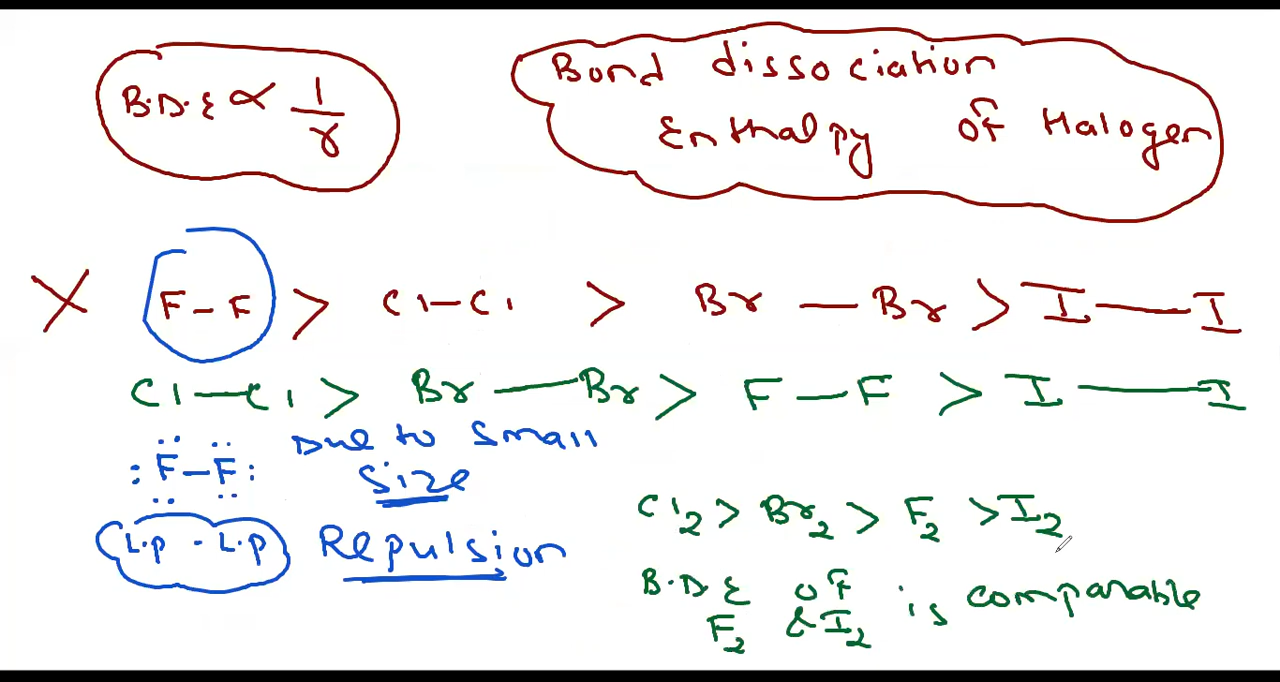 B.D.E ∝ 1/r
Bond dissociation
Enthalpy of Halogen
X F-F > Cl-Cl > Br-Br > I-I
Cl-Cl > Br-Br > F-F > I-I
:F-F: Due to small
size
L.p - L.p Repulsion
Cl2 > Br2 > F2 > I2
B.D.E of is comparable
F2 & I2